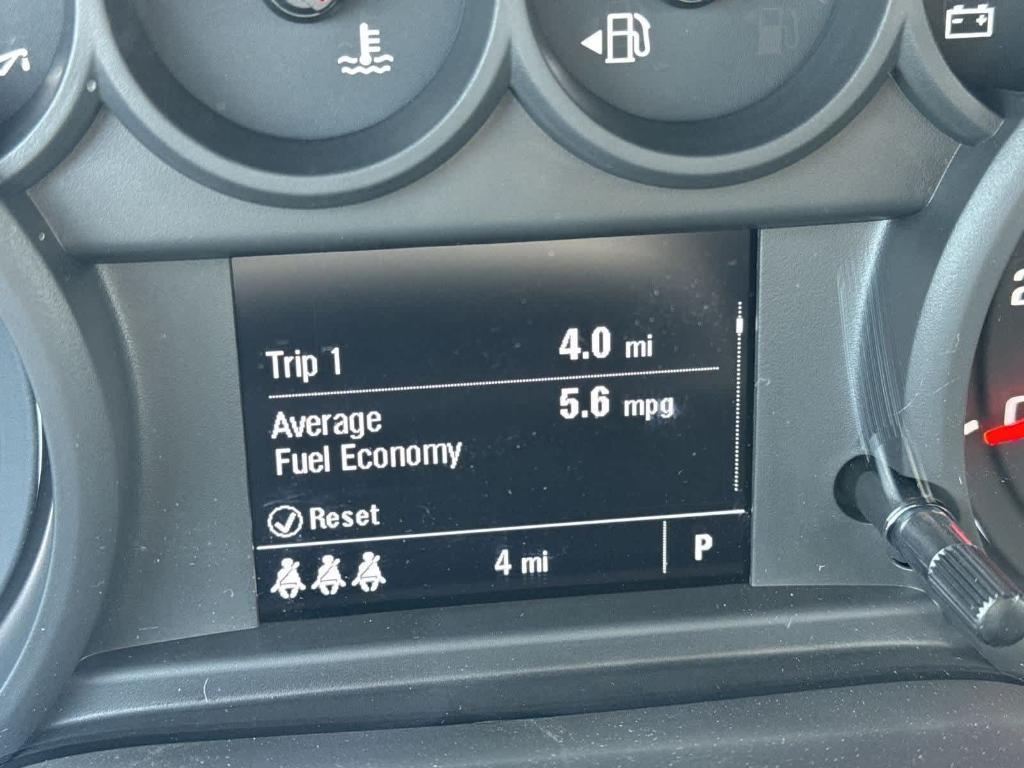 Trip 1 4.0 mi
Average 5.6 mpg
Fuel Economy
Reset
4 mi P